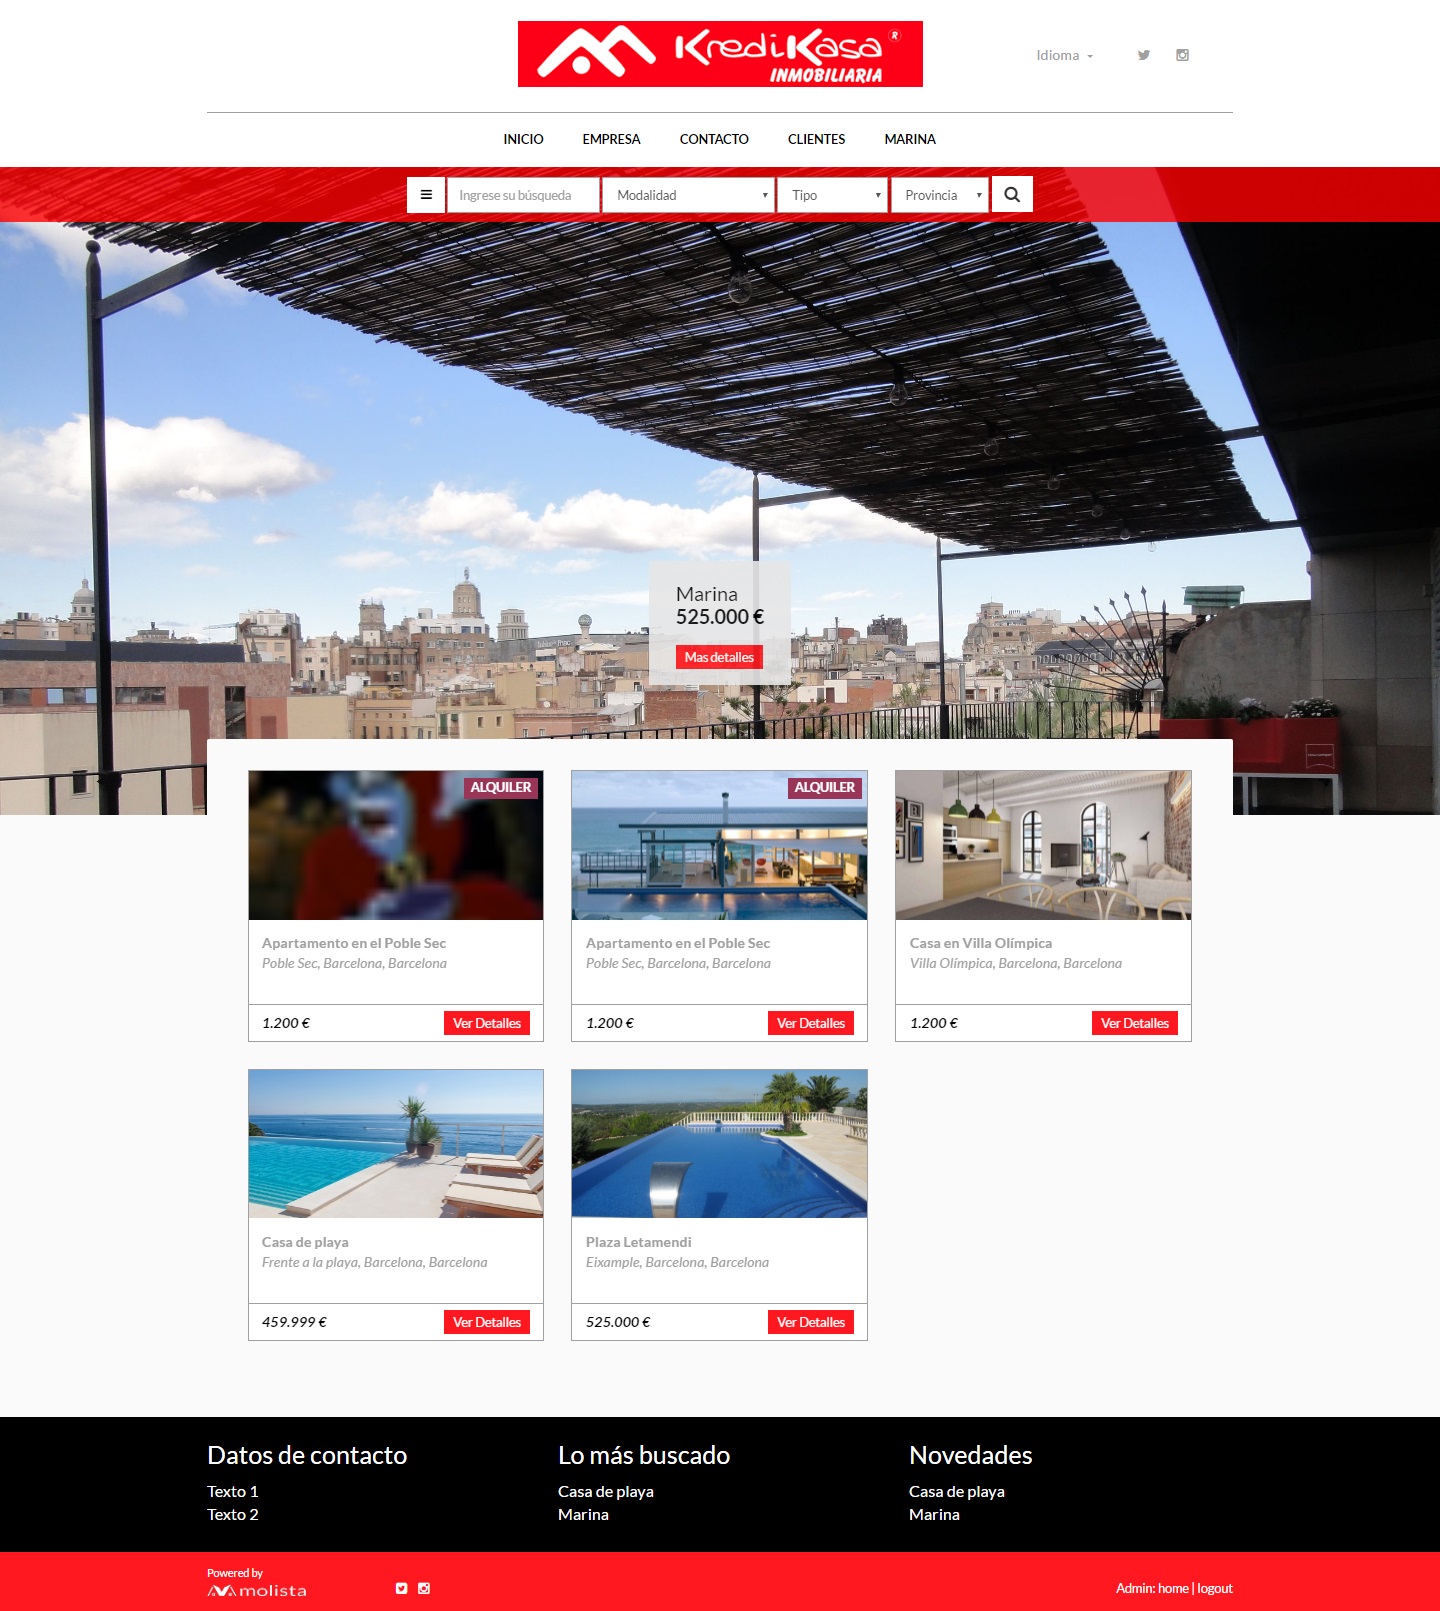 KrediKasa ®
INMOBILIARIA
Idioma
INICIO EMPRESA CONTACTO CLIENTES MARINA
Ingrese su búsqueda Modalidad Tipo Provincia
Marina
525.000 €
Mas detalles
ALQUILER ALQUILER
Apartamento en el Poble Sec Apartamento en el Poble Sec Casa en Villa Olímpica
Poble Sec, Barcelona, Barcelona Poble Sec, Barcelona, Barcelona Villa Olímpica, Barcelona, Barcelona
1.200 € Ver Detalles 1.200 € Ver Detalles 1.200 € Ver Detalles
Casa de playa Plaza Letamendi
Frente a la playa, Barcelona, Barcelona Eixample, Barcelona, Barcelona
459.999 € Ver Detalles 525.000 € Ver Detalles
Datos de contacto Lo más buscado Novedades
Texto 1 Casa de playa Casa de playa
Texto 2 Marina Marina
Powered by
molista Admin: home | logout